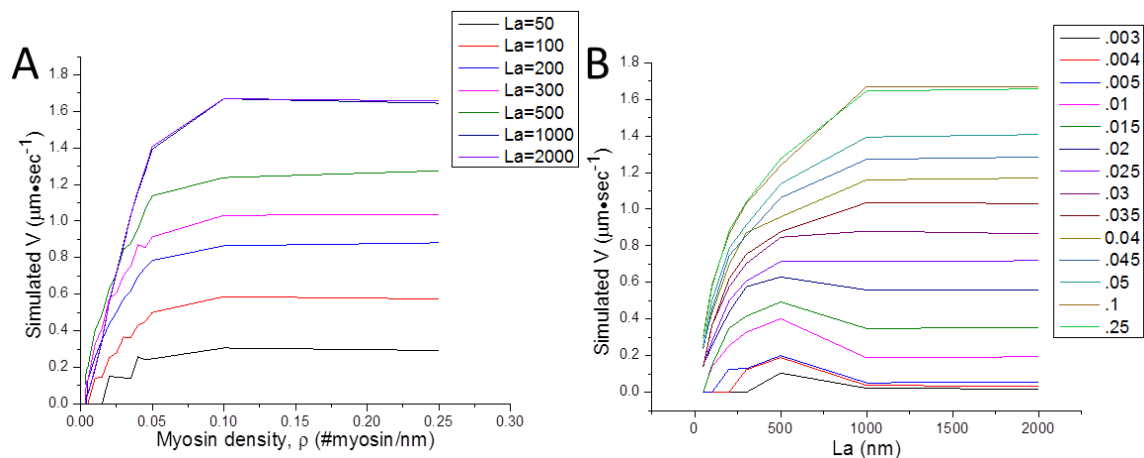 A
La=50
La=100
La=200
La=300
La=500
La=1000
La=2000
1.8
1.6
1.4
1.2
1.0
0.8
0.6
0.4
0.2
0.0
Simulated V (μm•sec⁻¹)
0.00 0.05 0.10 0.15 0.20 0.25 0.30
Myosin density, ρ (#myosin/nm)
B
.003
.004
.005
.01
.015
.02
.025
.03
.035
0.04
.045
.05
.1
.25
1.8
1.6
1.4
1.2
1.0
0.8
0.6
0.4
0.2
0.0
Simulated V (μm•sec⁻¹)
0 500 1000 1500 2000
La (nm)